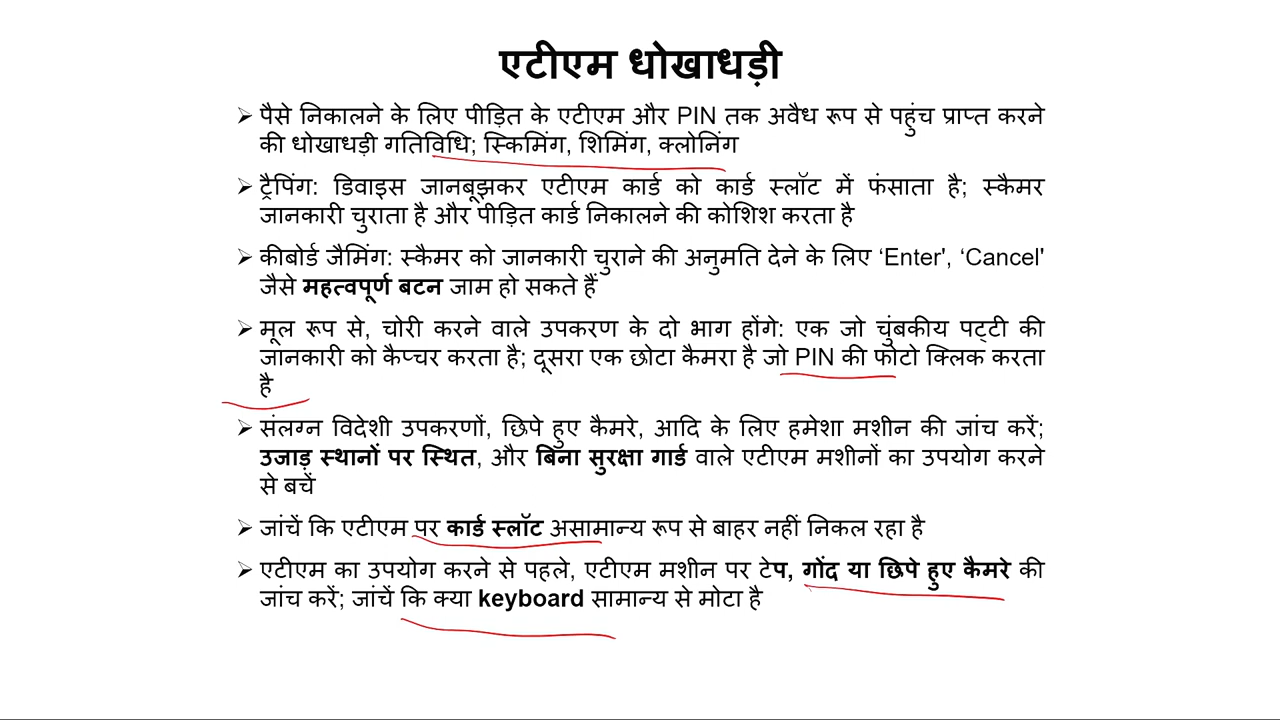 एटीएम धोखाधड़ी
➢ पैसे निकालने के लिए पीड़ित के एटीएम और PIN तक अवैध रूप से पहुंच प्राप्त करने
की धोखाधड़ी गतिविधि; स्किमिंग, शिमिंग, क्लोनिंग
➢ ट्रैपिंग: डिवाइस जानबूझकर एटीएम कार्ड को कार्ड स्लॉट में फंसाता है; स्कैमर
जानकारी चुराता है और पीड़ित कार्ड निकालने की कोशिश करता है
➢ कीबोर्ड जैमिंग: स्कैमर को जानकारी चुराने की अनुमति देने के लिए ‘Enter', ‘Cancel'
जैसे महत्वपूर्ण बटन जाम हो सकते हैं
➢ मूल रूप से, चोरी करने वाले उपकरण के दो भाग होंगे: एक जो चुंबकीय पट्टी की
जानकारी को कैप्चर करता है; दूसरा एक छोटा कैमरा है जो PIN की फोटो क्लिक करता
है
➢ संलग्न विदेशी उपकरणों, छिपे हुए कैमरे, आदि के लिए हमेशा मशीन की जांच करें;
उजाड़ स्थानों पर स्थित, और बिना सुरक्षा गार्ड वाले एटीएम मशीनों का उपयोग करने
से बचें
➢ जांचें कि एटीएम पर कार्ड स्लॉट असामान्य रूप से बाहर नहीं निकल रहा है
➢ एटीएम का उपयोग करने से पहले, एटीएम मशीन पर टेप, गोंद या छिपे हुए कैमरे की
जांच करें; जांचें कि क्या keyboard सामान्य से मोटा है